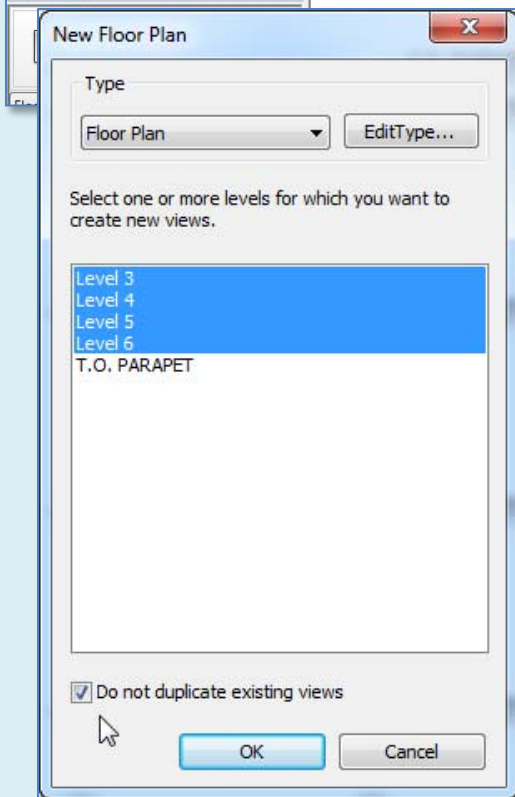 New Floor Plan
Type
Floor Plan
EditType...
Select one or more levels for which you want to
create new views.
Level 3
Level 4
Level 5
Level 6
T.O. PARAPET
Do not duplicate existing views
OK
Cancel